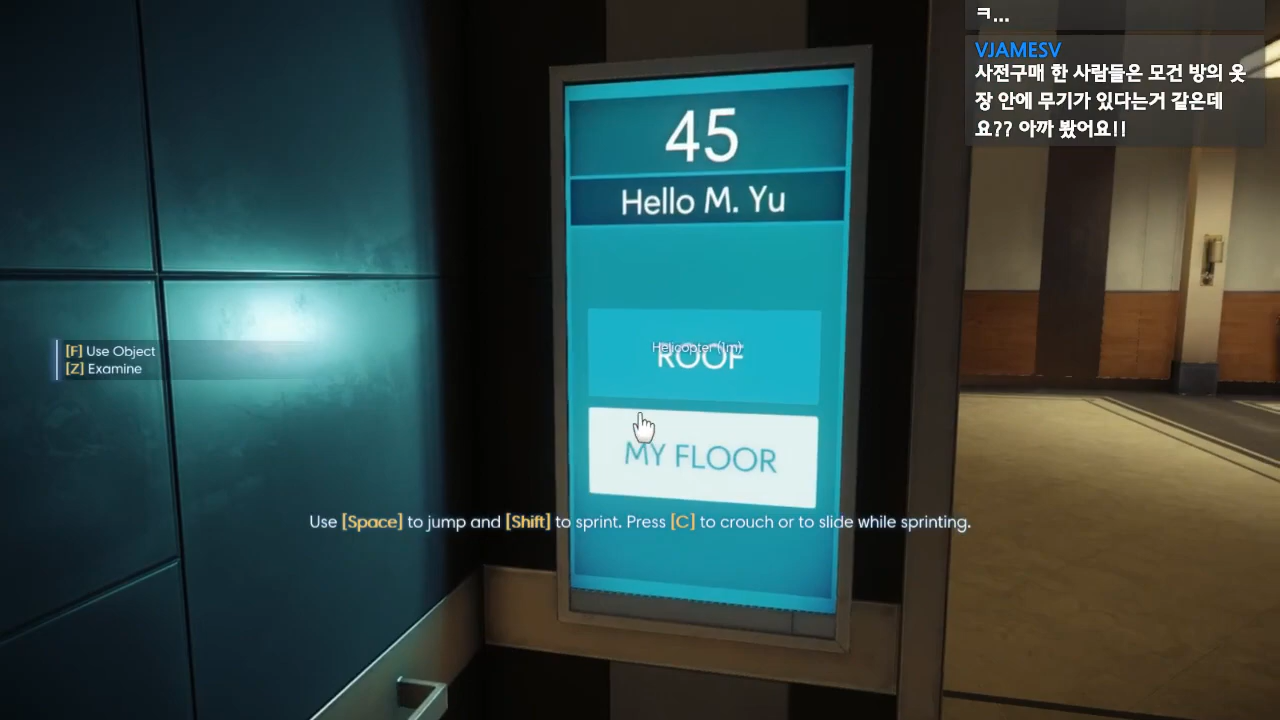 ㅋ...
VJAMESV
사전구매 한 사람들은 모건 방의 옷
장 안에 무기가 있다는거 같은데
요?? 아까 봤어요!!
45
Hello M. Yu
Helicopter (1m)
ROOF
MY FLOOR
[F] Use Object
[Z] Examine
Use [Space] to jump and [Shift] to sprint. Press [C] to crouch or to slide while sprinting.